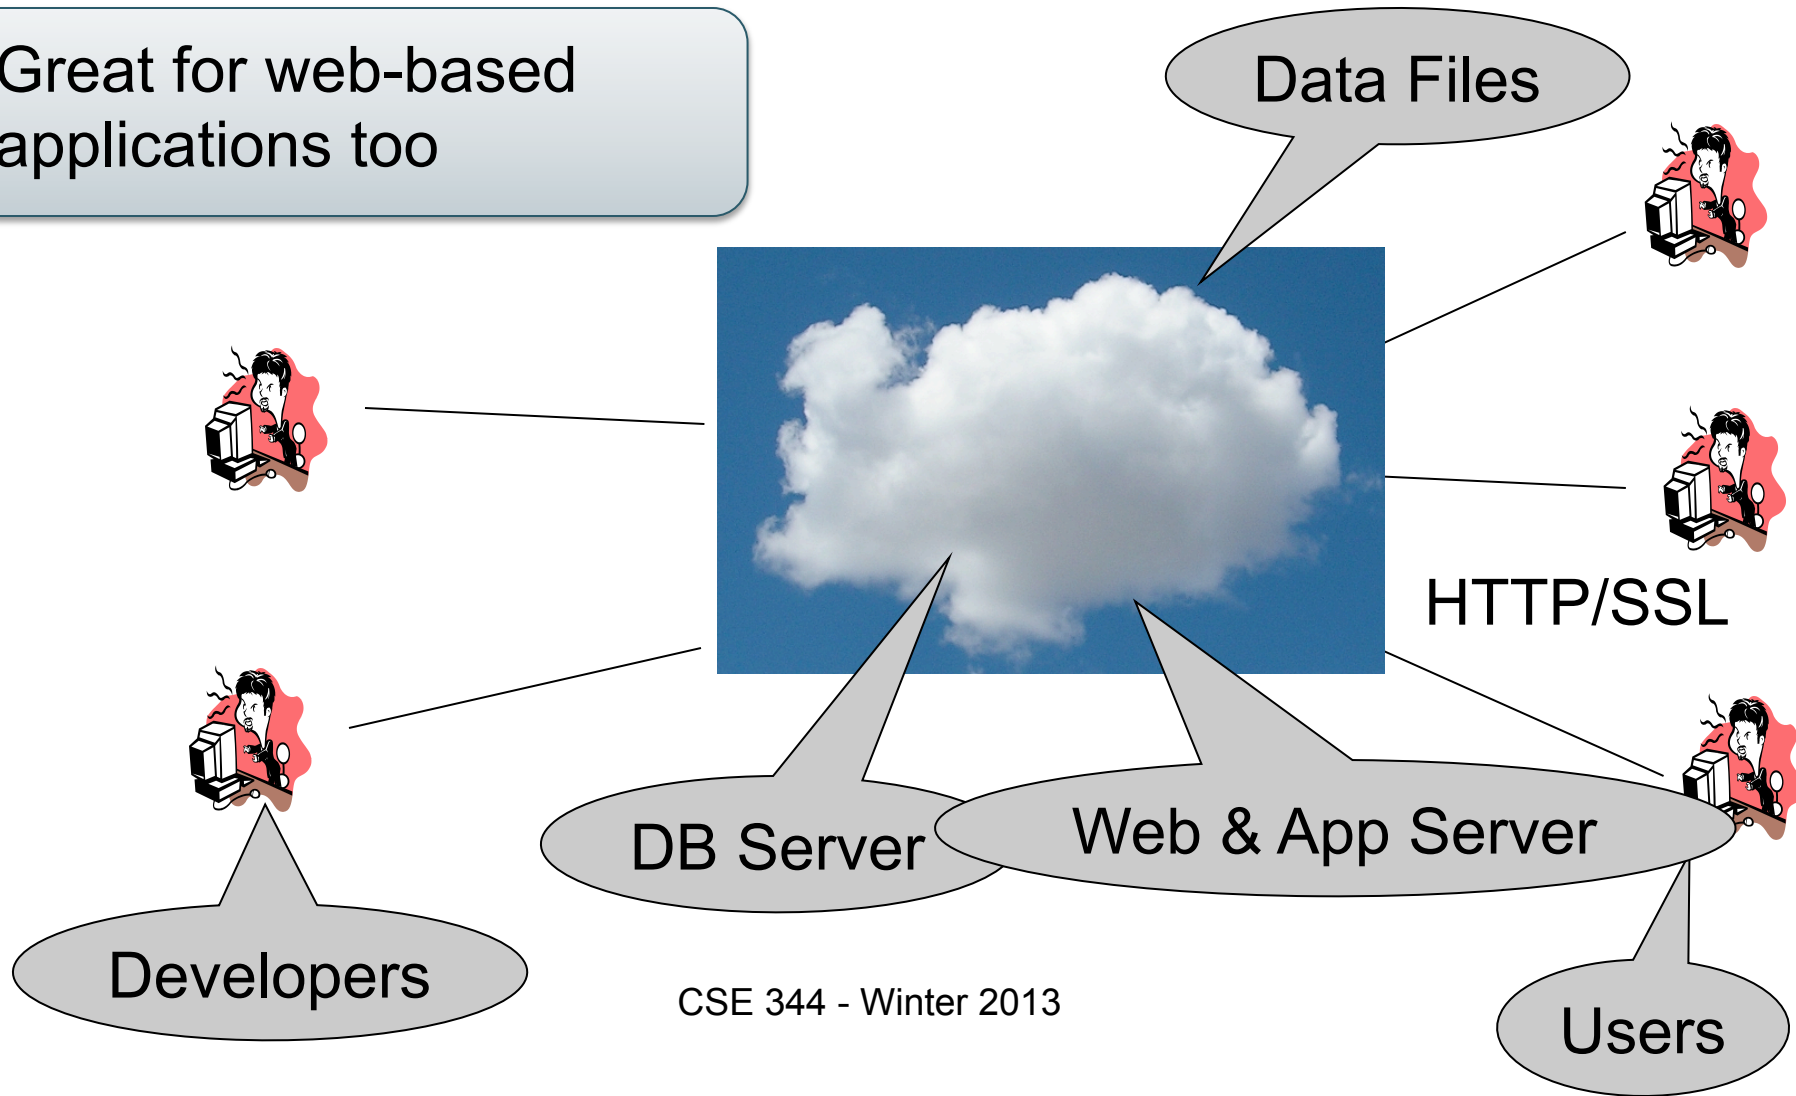 Great for web-based
applications too
Data Files
HTTP/SSL
DB Server
Web & App Server
Developers
CSE 344 - Winter 2013
Users